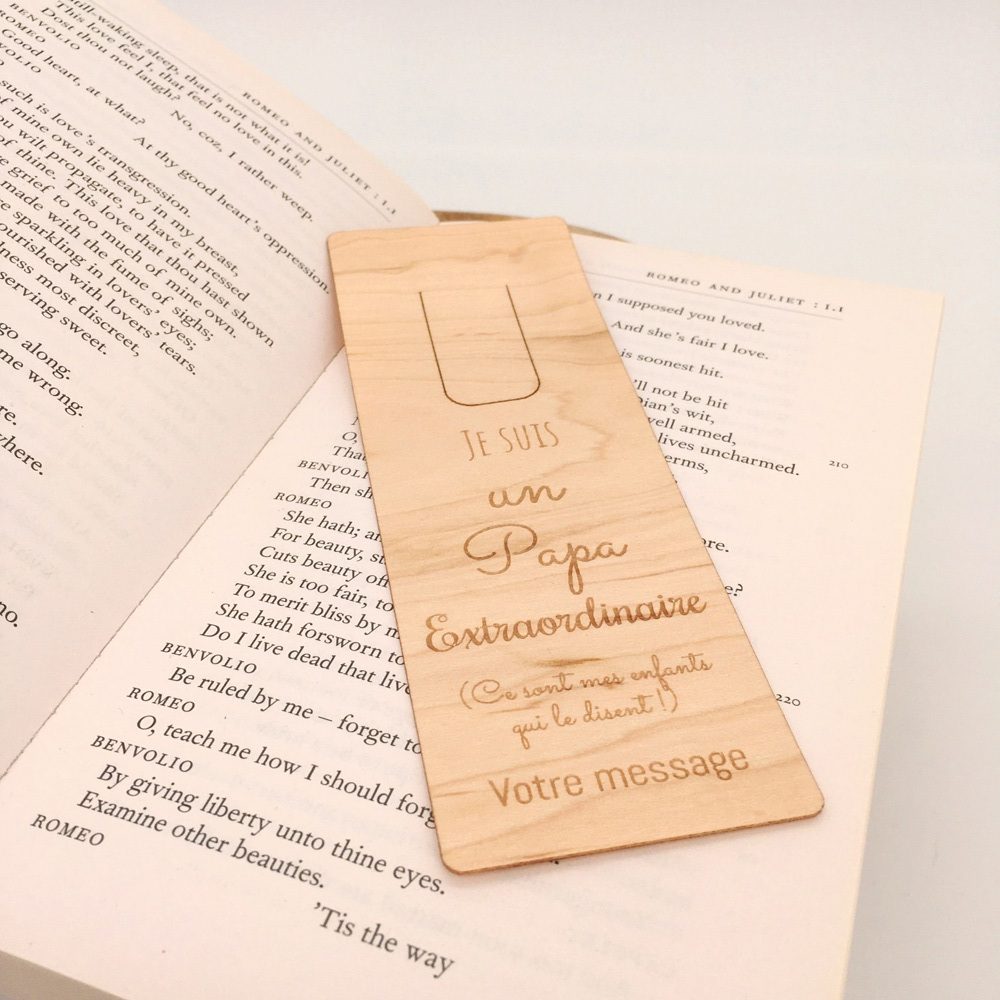 ROMEO AND JULIET : 1.1
Still-waking sleep, that is not what it is!
This love feel I, that feel no love in this.
Dost thou not laugh?
BENVOLIO
No, coz, I rather weep.
ROMEO
Good heart, at what?
At thy good heart's oppression.
such is love's transgression.
of mine own lie heavy in my breast,
wilt propagate, to have it pressed
of thine. This love that thou hast shown
grief to too much of mine own.
made with the fume of sighs;
sparkling in lovers' eyes;
nourished with lovers' tears.
most discreet,
sweet.
go along.
me wrong.
no.
ROMEO AND JULIET : 1.1
I supposed you loved.
And she's fair I love.
is soonest hit.
'll not be hit
Dian's wit,
well armed,
lives uncharmed.
210
JE SUIS
un
Papa
Extraordinaire
(Ce sont mes enfants
qui le disent !)
Votre message
O,
BENVOLIO
Then sh
ROMEO
She hath; an
For beauty, st
Cuts beauty off
She is too fair, to
To merit bliss by m
She hath forsworn to
Do I live dead that live
BENVOLIO
220
Be ruled by me – forget to
ROMEO
O, teach me how I should forg
BENVOLIO
By giving liberty unto thine eyes.
Examine other beauties.
ROMEO
'Tis the way